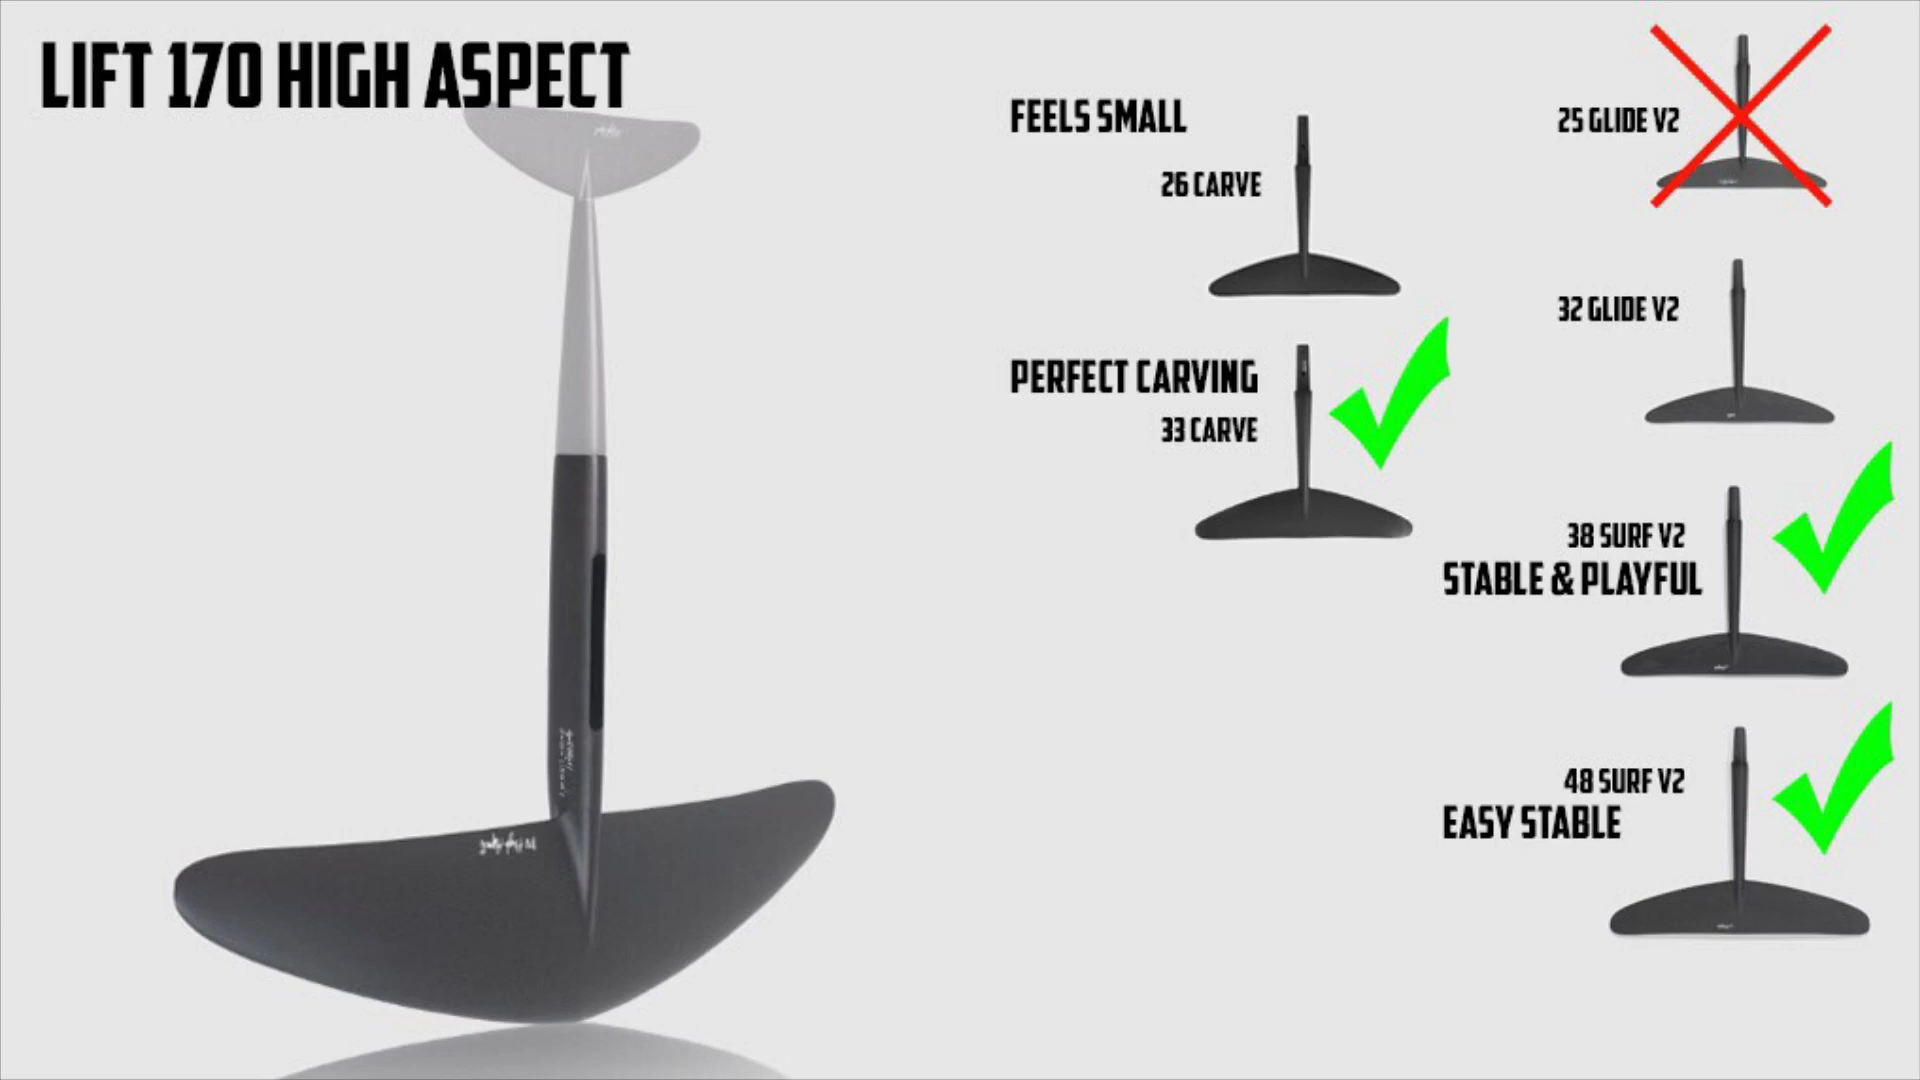 LIFT 170 HIGH ASPECT
FEELS SMALL
26 CARVE
PERFECT CARVING
33 CARVE
25 GLIDE V2
32 GLIDE V2
38 SURF V2
STABLE & PLAYFUL
48 SURF V2
EASY STABLE